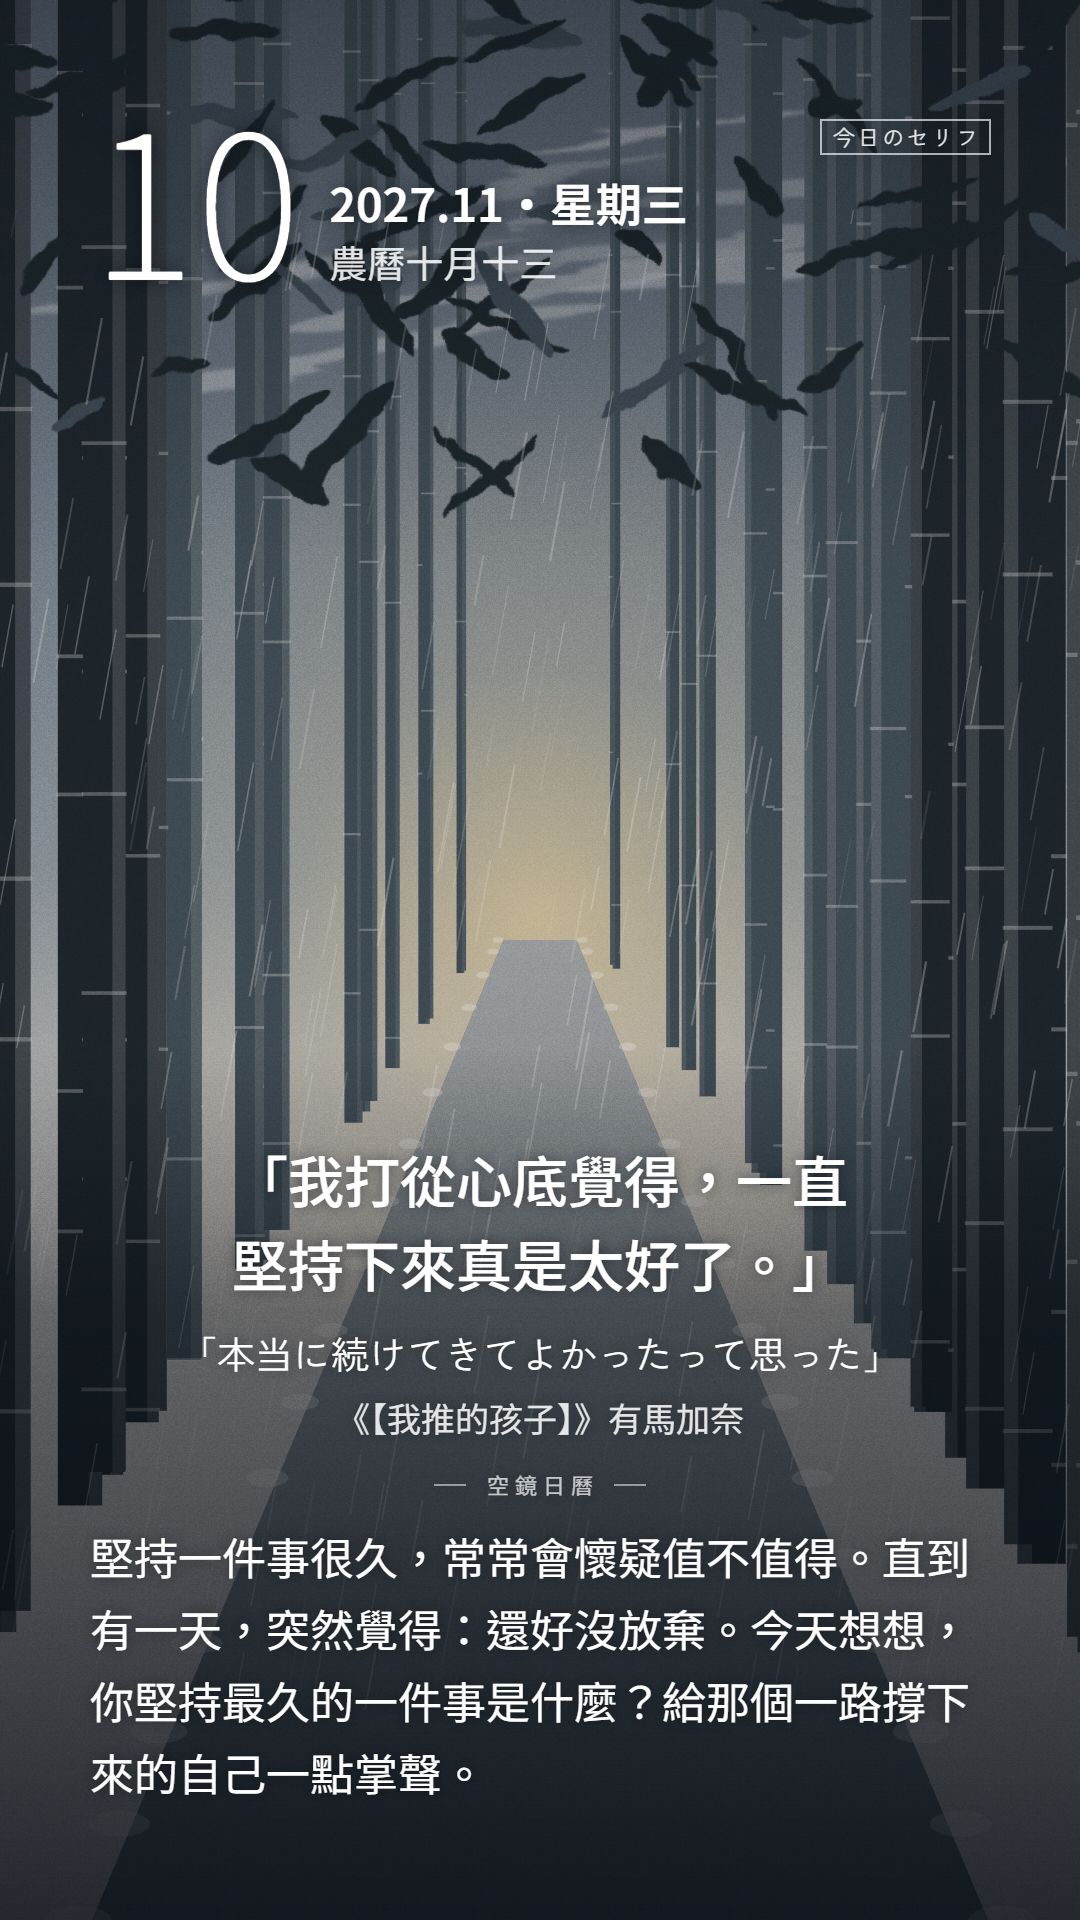 10
2027.11•星期三
農曆十月十三
今日のセリフ
「我打從心底覺得，一直
堅持下來真是太好了。」
「本当に続けてきてよかったって思った」
《【我推的孩子】》有馬加奈
空鏡日曆
堅持一件事很久，常常會懷疑值不值得。直到
有一天，突然覺得：還好沒放棄。今天想想，
你堅持最久的一件事是什麼？給那個一路撐下
來的自己一點掌聲。